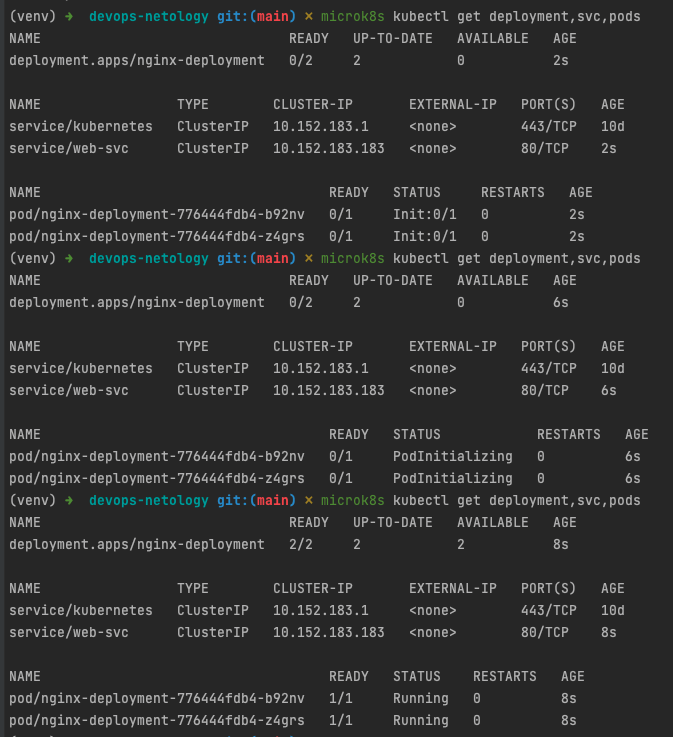 (venv) → devops-netology git:(main) × microk8s kubectl get deployment,svc,pods
NAME READY UP-TO-DATE AVAILABLE AGE
deployment.apps/nginx-deployment 0/2 2 0 2s
NAME TYPE CLUSTER-IP EXTERNAL-IP PORT(S) AGE
service/kubernetes ClusterIP 10.152.183.1 <none> 443/TCP 10d
service/web-svc ClusterIP 10.152.183.183 <none> 80/TCP 2s
NAME READY STATUS RESTARTS AGE
pod/nginx-deployment-776444fdb4-b92nv 0/1 Init:0/1 0 2s
pod/nginx-deployment-776444fdb4-z4grs 0/1 Init:0/1 0 2s
(venv) → devops-netology git:(main) × microk8s kubectl get deployment,svc,pods
NAME READY UP-TO-DATE AVAILABLE AGE
deployment.apps/nginx-deployment 0/2 2 0 6s
NAME TYPE CLUSTER-IP EXTERNAL-IP PORT(S) AGE
service/kubernetes ClusterIP 10.152.183.1 <none> 443/TCP 10d
service/web-svc ClusterIP 10.152.183.183 <none> 80/TCP 6s
NAME READY STATUS RESTARTS AGE
pod/nginx-deployment-776444fdb4-b92nv 0/1 PodInitializing 0 6s
pod/nginx-deployment-776444fdb4-z4grs 0/1 PodInitializing 0 6s
(venv) → devops-netology git:(main) × microk8s kubectl get deployment,svc,pods
NAME READY UP-TO-DATE AVAILABLE AGE
deployment.apps/nginx-deployment 2/2 2 2 8s
NAME TYPE CLUSTER-IP EXTERNAL-IP PORT(S) AGE
service/kubernetes ClusterIP 10.152.183.1 <none> 443/TCP 10d
service/web-svc ClusterIP 10.152.183.183 <none> 80/TCP 8s
NAME READY STATUS RESTARTS AGE
pod/nginx-deployment-776444fdb4-b92nv 1/1 Running 0 8s
pod/nginx-deployment-776444fdb4-z4grs 1/1 Running 0 8s